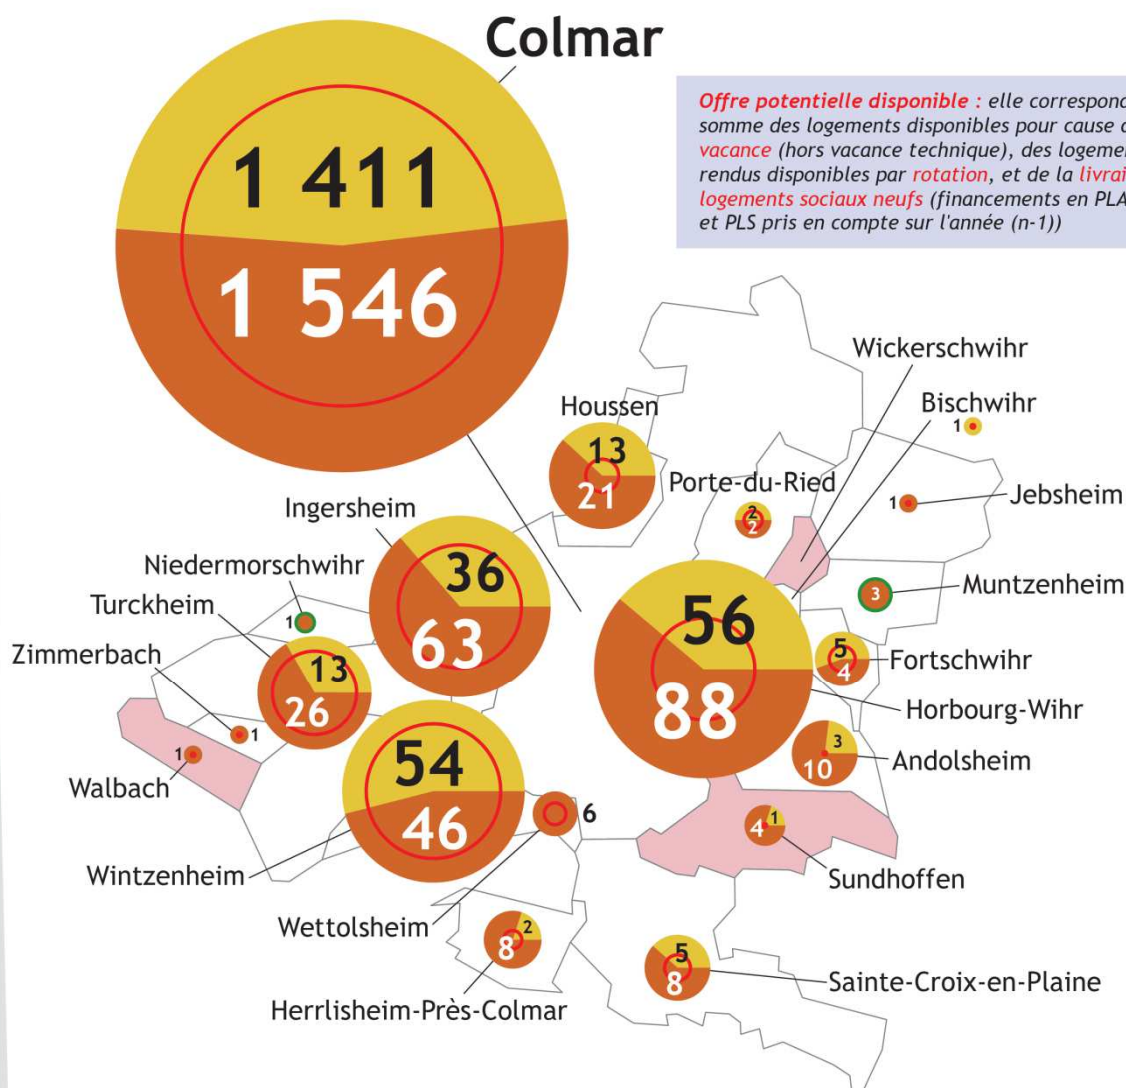 Colmar
Offre potentielle disponible : elle correspond
somme des logements disponibles pour cause
vacance (hors vacance technique), des logeme
rendus disponibles par rotation, et de la livrai
logements sociaux neufs (financements en PLA
et PLS pris en compte sur l'année (n-1))
1 411
1 546
Wickerschwihr
Bischwihr
1
Houssen
13
21
Porte-du-Ried
2
2
Jebsheim
1
Ingersheim
36
63
Niedermorschwihr
1
Muntzenheim
3
Turckheim
13
26
56
88
Fortschwihr
5
4
Zimmerbach
1
Horbourg-Wihr
Walbach
1
Andolsheim
3
10
54
46
Wintzenheim
6
Wettolsheim
1
4
Sundhoffen
2
8
Herrlisheim-Près-Colmar
5
8
Sainte-Croix-en-Plaine